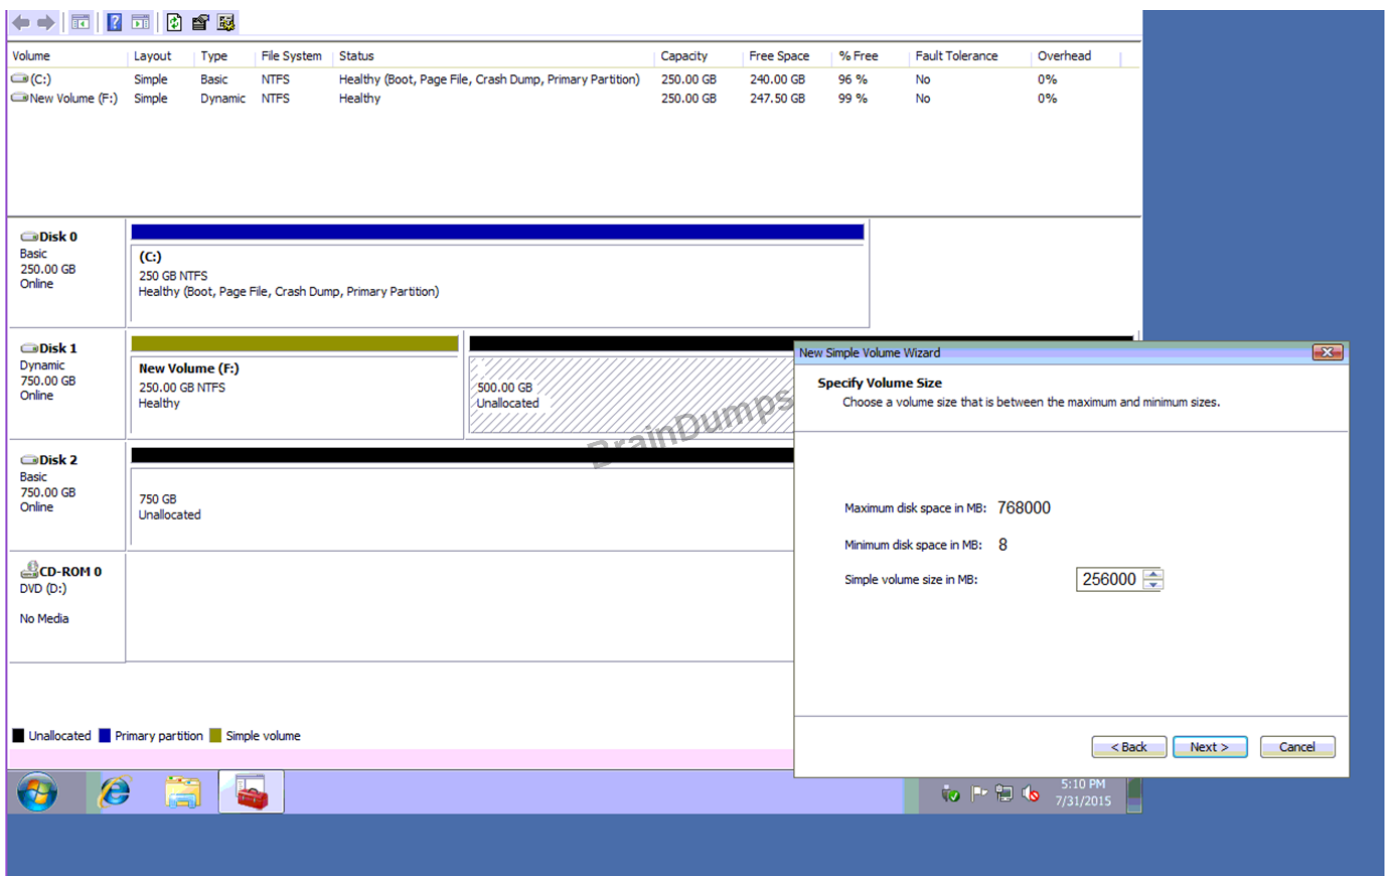 Volume Layout Type File System Status Capacity Free Space % Free Fault Tolerance Overhead
(C:) Simple Basic NTFS Healthy (Boot, Page File, Crash Dump, Primary Partition) 250.00 GB 240.00 GB 96 % No 0%
New Volume (F:) Simple Dynamic NTFS Healthy 250.00 GB 247.50 GB 99 % No 0%
Disk 0
Basic
250.00 GB
Online
(C:)
250 GB NTFS
Healthy (Boot, Page File, Crash Dump, Primary Partition)
Disk 1
Dynamic
750.00 GB
Online
New Volume (F:)
250.00 GB NTFS
Healthy
500.00 GB
Unallocated
BrainDumps
Disk 2
Basic
750.00 GB
Online
750 GB
Unallocated
CD-ROM 0
DVD (D:)
No Media
Unallocated Primary partition Simple volume
New Simple Volume Wizard
Specify Volume Size
Choose a volume size that is between the maximum and minimum sizes.
Maximum disk space in MB: 768000
Minimum disk space in MB: 8
Simple volume size in MB: 256000
< Back Next > Cancel
5:10 PM
7/31/2015